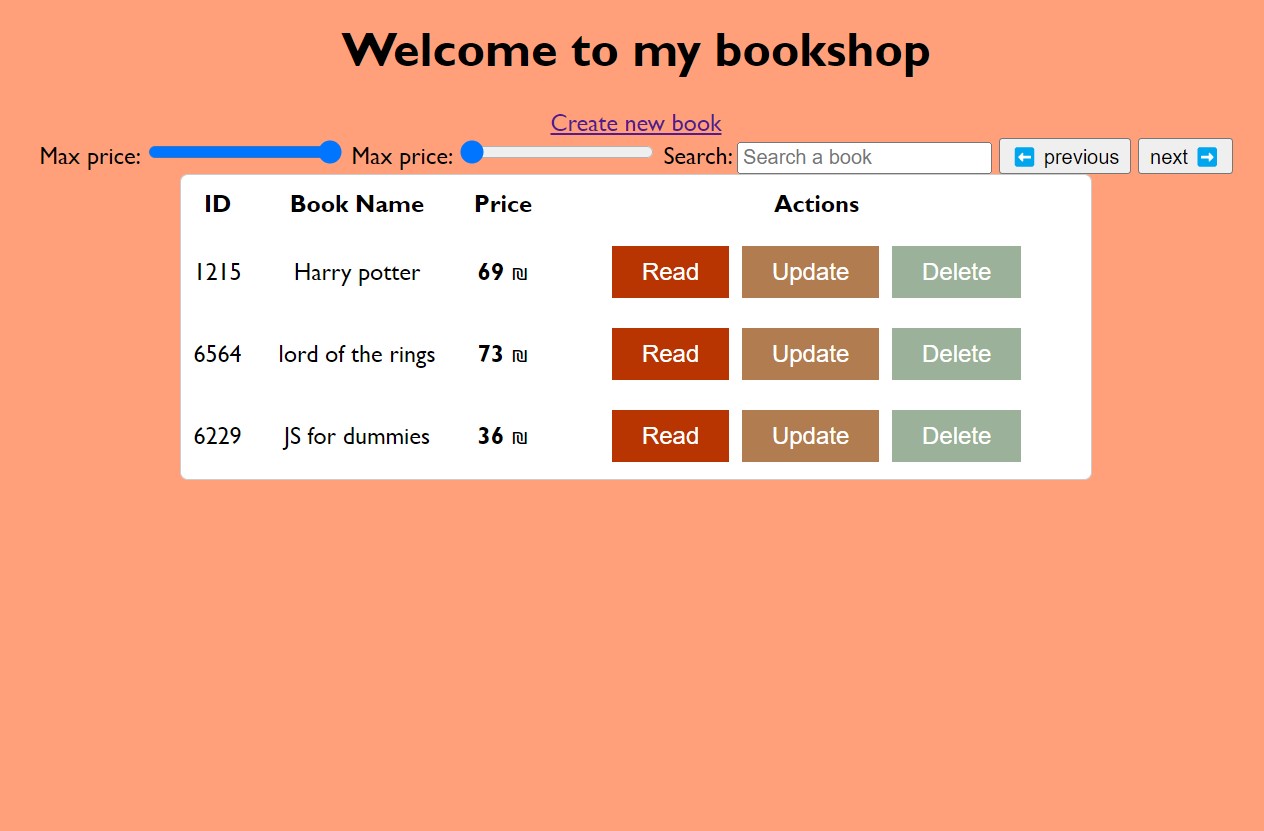 Welcome to my bookshop
Create new book
Max price: Max price: Search: Search a book ⬅️ previous next ➡️
ID Book Name Price Actions
1215 Harry potter 69 ₪ Read Update Delete
6564 lord of the rings 73 ₪ Read Update Delete
6229 JS for dummies 36 ₪ Read Update Delete